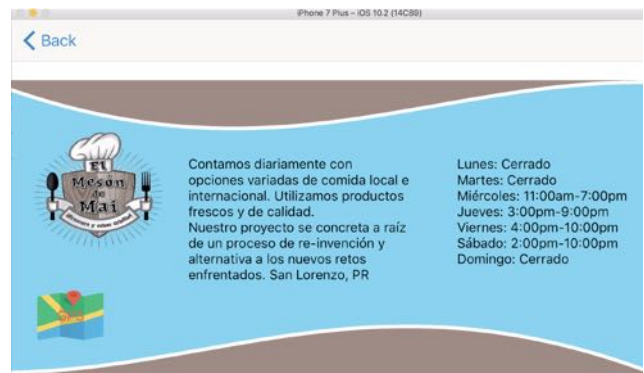 iPhone 7 Plus – iOS 10.2 (14C89)
Back
El
Mesón
de
Mai
Contamos diariamente con
opciones variadas de comida local e
internacional. Utilizamos productos
frescos y de calidad.
Nuestro proyecto se concreta a raíz
de un proceso de re-invención y
alternativa a los nuevos retos
enfrentados. San Lorenzo, PR
Lunes: Cerrado
Martes: Cerrado
Miércoles: 11:00am-7:00pm
Jueves: 3:00pm-9:00pm
Viernes: 4:00pm-10:00pm
Sábado: 2:00pm-10:00pm
Domingo: Cerrado
GPS